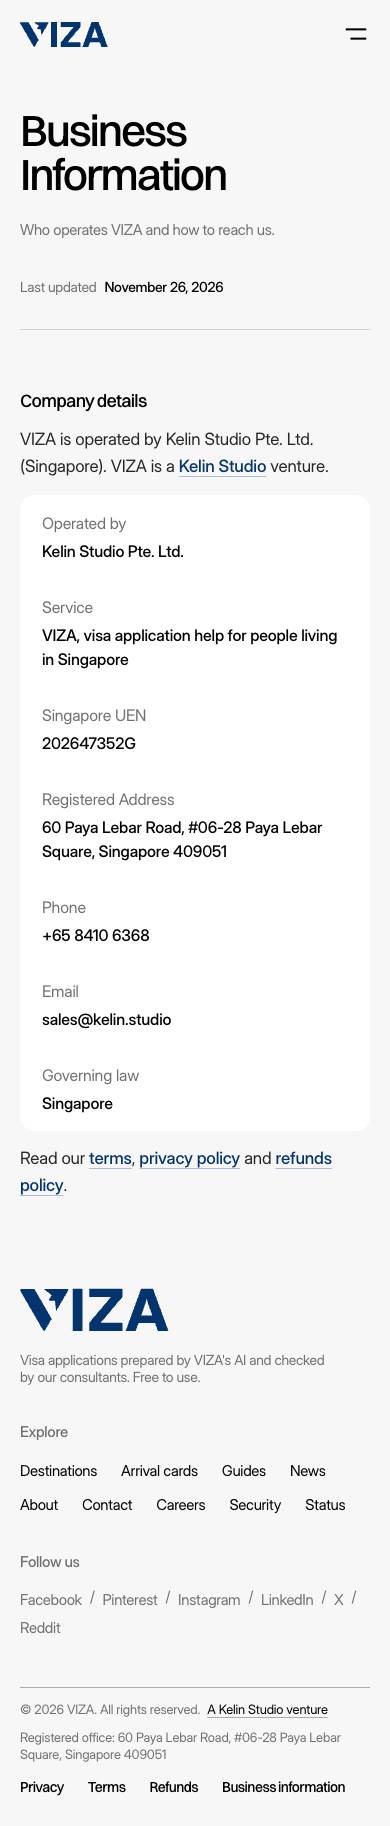 VIZA
Business
Information
Who operates VIZA and how to reach us.
Last updated November 26, 2026
Company details
VIZA is operated by Kelin Studio Pte. Ltd.
(Singapore). VIZA is a Kelin Studio venture.
Operated by
Kelin Studio Pte. Ltd.
Service
VIZA, visa application help for people living
in Singapore
Singapore UEN
202647352G
Registered Address
60 Paya Lebar Road, #06-28 Paya Lebar
Square, Singapore 409051
Phone
+65 8410 6368
Email
sales@kelin.studio
Governing law
Singapore
Read our terms, privacy policy and refunds
policy.
VIZA
Visa applications prepared by VIZA's AI and checked
by our consultants. Free to use.
Explore
Destinations Arrival cards Guides News
About Contact Careers Security Status
Follow us
Facebook / Pinterest / Instagram / LinkedIn / X /
Reddit
© 2026 VIZA. All rights reserved. A Kelin Studio venture
Registered office: 60 Paya Lebar Road, #06-28 Paya Lebar
Square, Singapore 409051
Privacy Terms Refunds Business information